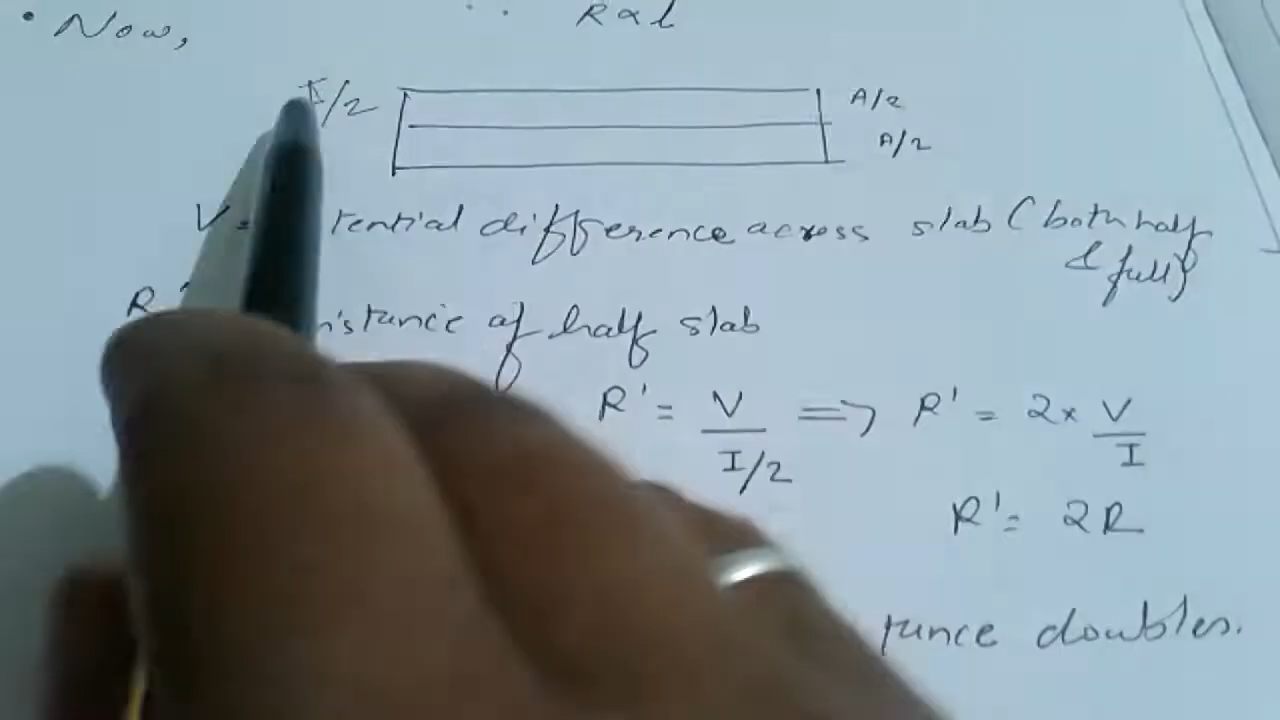 • Now,
∴ R ∝ l
I/2
A/2
A/2
V = tential difference across slab (both half
& full}
R' istance of half slab
R' = V / I/2 => R' = 2 x V / I
R' = 2R
tance doubles.